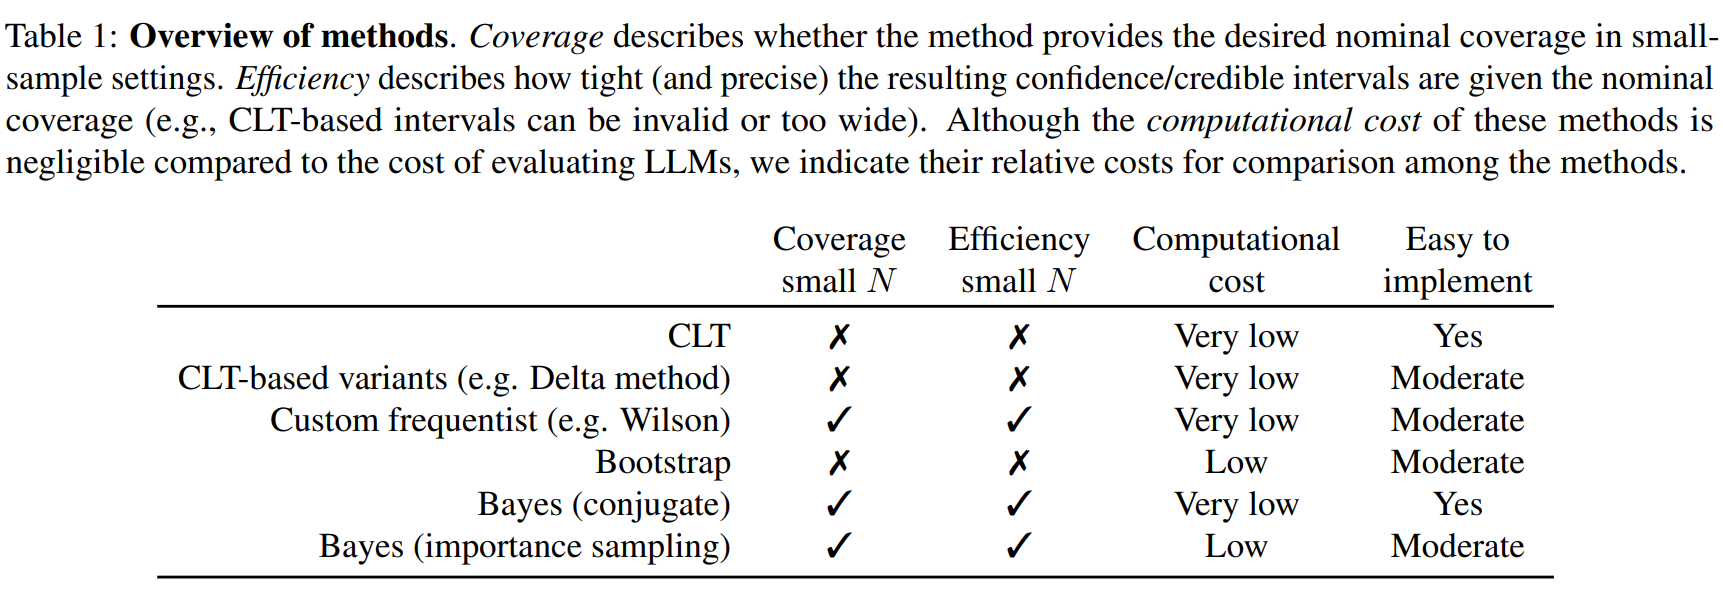 Table 1: Overview of methods. Coverage describes whether the method provides the desired nominal coverage in small-
sample settings. Efficiency describes how tight (and precise) the resulting confidence/credible intervals are given the nominal
coverage (e.g., CLT-based intervals can be invalid or too wide). Although the computational cost of these methods is
negligible compared to the cost of evaluating LLMs, we indicate their relative costs for comparison among the methods.
Coverage Efficiency Computational Easy to
small N small N cost implement
CLT ✗ ✗ Very low Yes
CLT-based variants (e.g. Delta method) ✗ ✗ Very low Moderate
Custom frequentist (e.g. Wilson) ✓ ✓ Very low Moderate
Bootstrap ✗ ✗ Low Moderate
Bayes (conjugate) ✓ ✓ Very low Yes
Bayes (importance sampling) ✓ ✓ Low Moderate